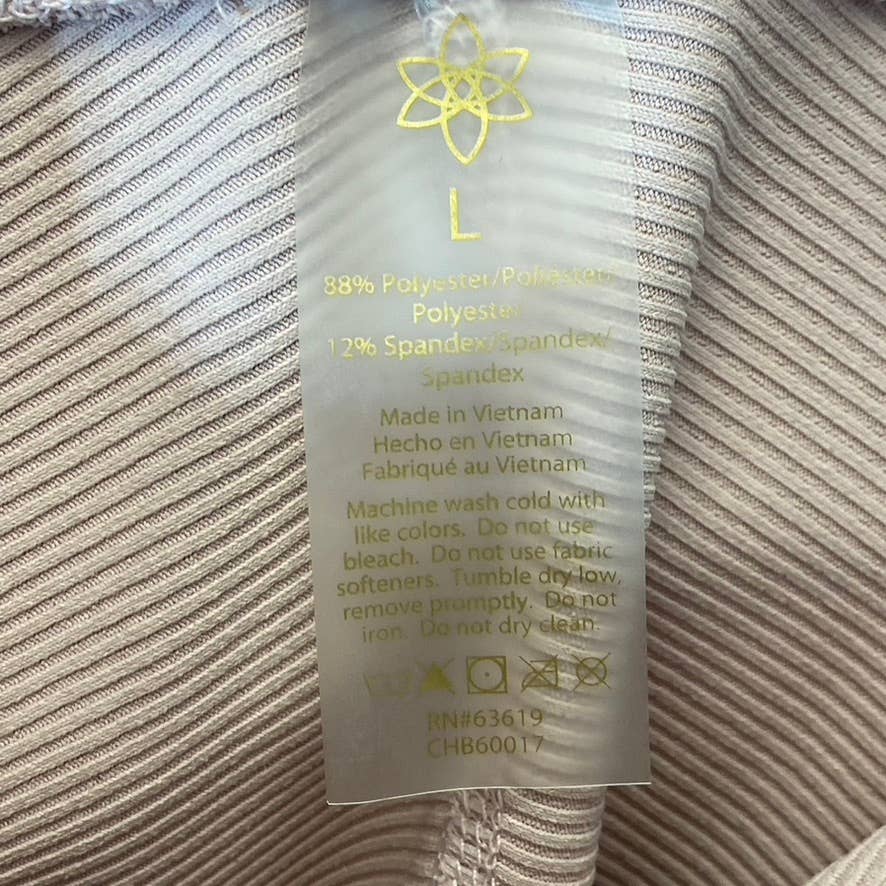 L
88% Polyester/Poliester/
Polyester
12% Spandex/Spandex/
Spandex
Made in Vietnam
Hecho en Vietnam
Fabriqué au Vietnam
Machine wash cold with
like colors. Do not use
bleach. Do not use fabric
softeners. Tumble dry low,
remove promptly. Do not
iron. Do not dry clean.
RN#63619
CHB60017